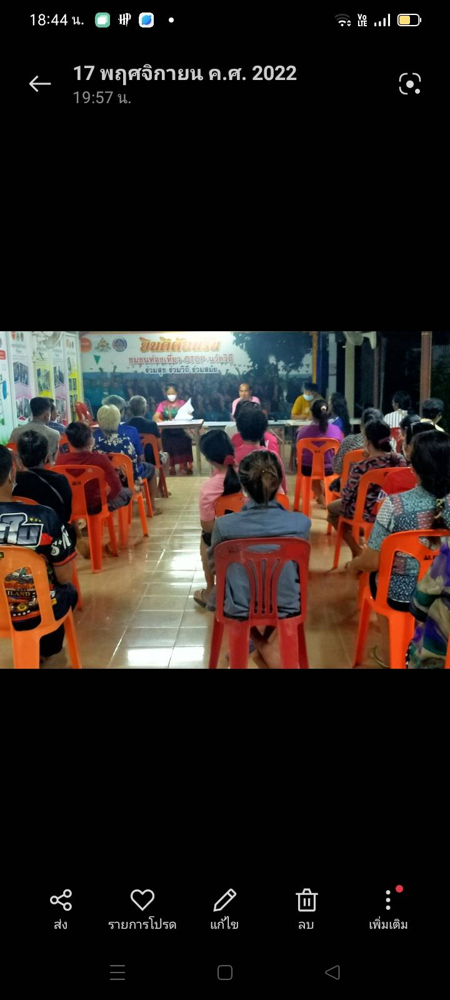 18:44 น.
Vo
LTE
17 พฤศจิกายน ค.ศ. 2022
19:57 น.
ยินดีต้อนรับ
ชุมชนท่องเที่ยว OTOP นวัตวิถี
ร่วมสุข ร่วมวิถี ร่วมสมัย
ส่ง
รายการโปรด
แก้ไข
ลบ
เพิ่มเติม